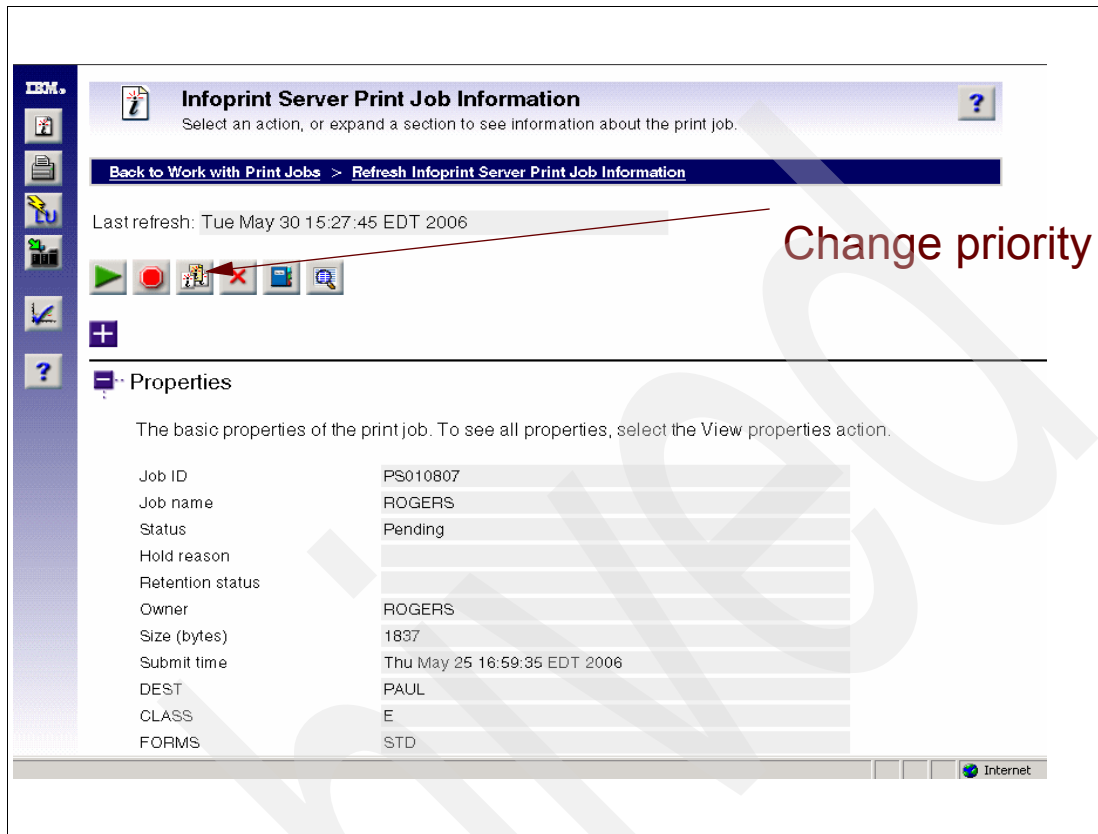 IBM.
Infoprint Server Print Job Information
?
Select an action, or expand a section to see information about the print job.
Back to Work with Print Jobs > Refresh Infoprint Server Print Job Information
LU
Last refresh: Tue May 30 15:27:45 EDT 2006
Change priority
?
Properties
The basic properties of the print job. To see all properties, select the View properties action.
Job ID PS010807
Job name ROGERS
Status Pending
Hold reason
Retention status
Owner ROGERS
Size (bytes) 1837
Submit time Thu May 25 16:59:35 EDT 2006
DEST PAUL
CLASS E
FORMS STD
Internet